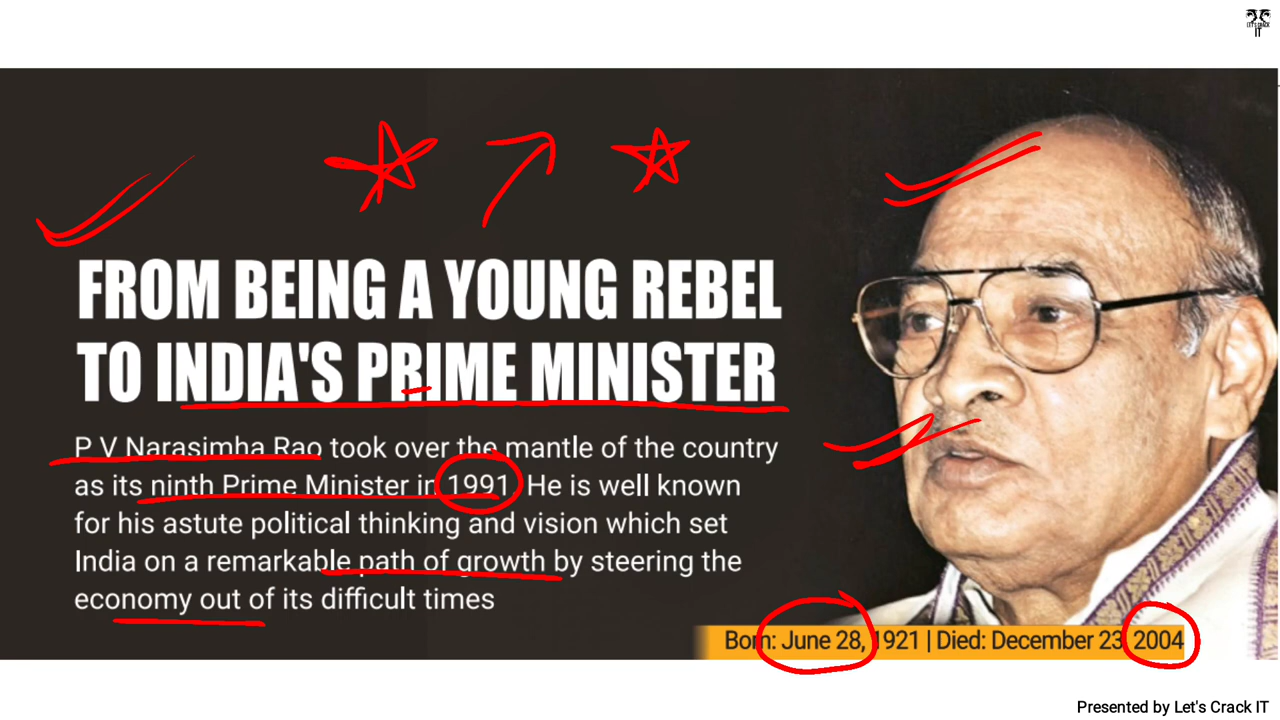 LET'S CRACK
IT
FROM BEING A YOUNG REBEL
TO INDIA'S PRIME MINISTER
P V Narasimha Rao took over the mantle of the country
as its ninth Prime Minister in 1991. He is well known
for his astute political thinking and vision which set
India on a remarkable path of growth by steering the
economy out of its difficult times
Born: June 28, 1921 | Died: December 23, 2004
Presented by Let's Crack IT